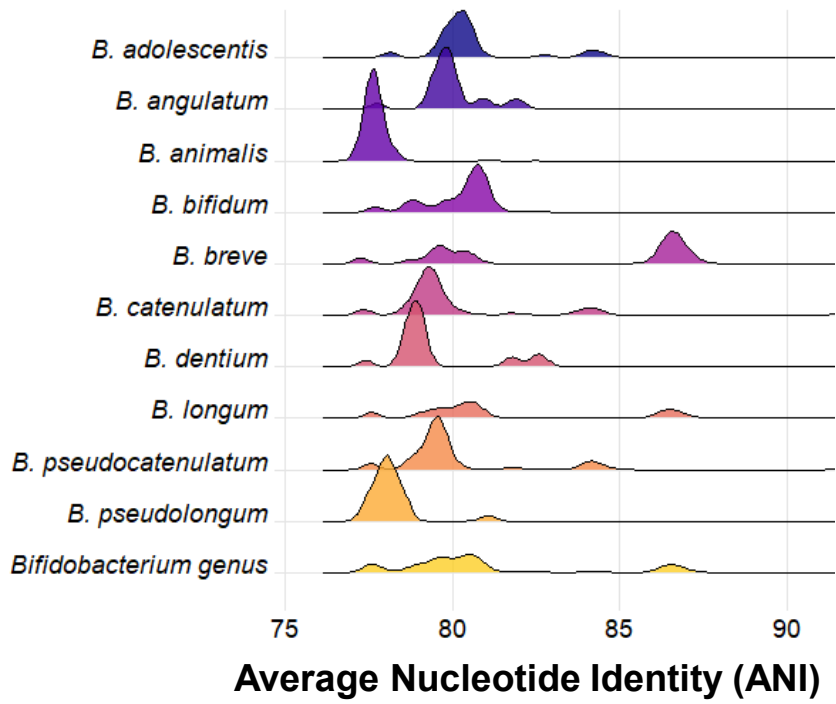 B. adolescentis
B. angulatum
B. animalis
B. bifidum
B. breve
B. catenulatum
B. dentium
B. longum
B. pseudocatenulatum
B. pseudolongum
Bifidobacterium genus
75 80 85 90
Average Nucleotide Identity (ANI)